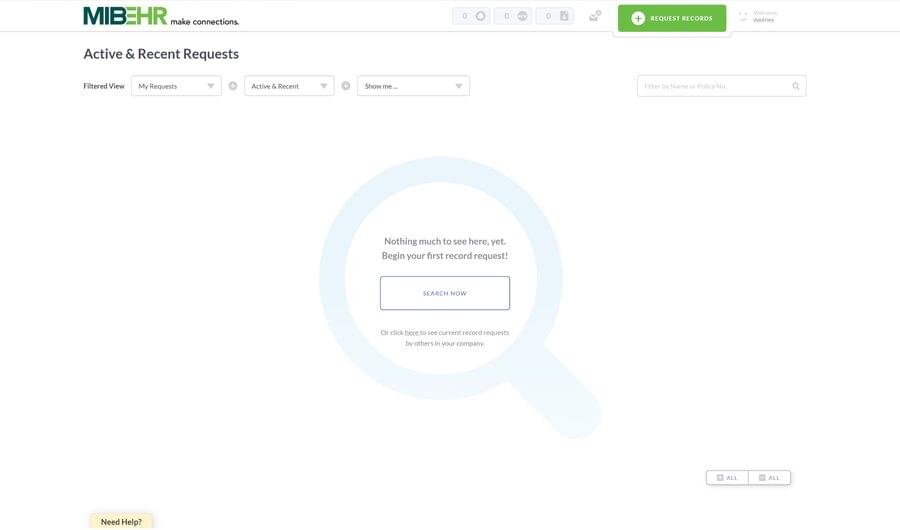 MIBEHR make connections.
0 0 0
REQUEST RECORDS
Welcome,
Active & Recent Requests
Filtered View My Requests Active & Recent Show me ... Filter by Name or Policy No.
Nothing much to see here, yet.
Begin your first record request!
SEARCH NOW
Or click here to see current record requests
by others in your company.
ALL ALL
Need Help?